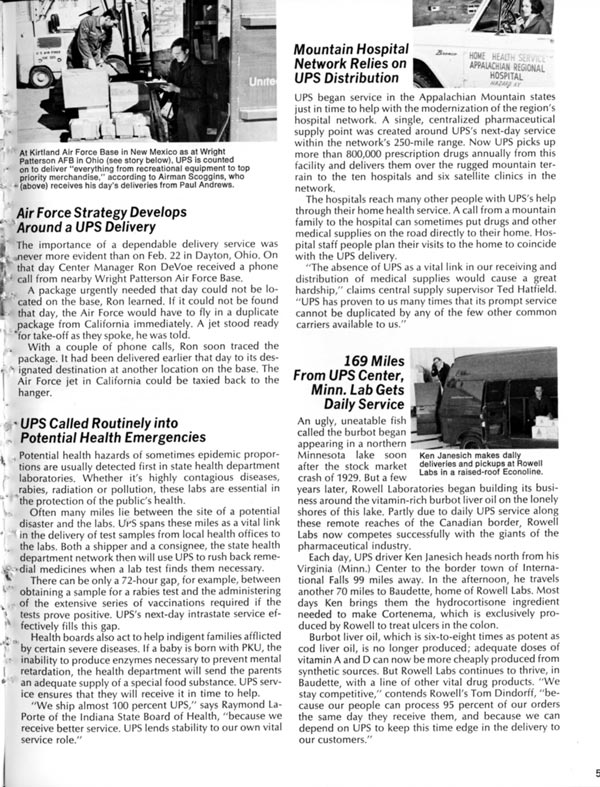 Unite
At Kirtland Air Force Base in New Mexico as at Wright
Patterson AFB in Ohio (see story below), UPS is counted
on to deliver "everything from recreational equipment to top
priority merchandise," according to Airman Scoggins, who
(above) receives his day's deliveries from Paul Andrews.
Air Force Strategy Develops
Around a UPS Delivery
The importance of a dependable delivery service was
never more evident than on Feb. 22 in Dayton, Ohio. On
that day Center Manager Ron DeVoe received a phone
call from nearby Wright Patterson Air Force Base.
A package urgently needed that day could not be lo-
cated on the base, Ron learned. If it could not be found
that day, the Air Force would have to fly in a duplicate
package from California immediately. A jet stood ready
for take-off as they spoke, he was told.
With a couple of phone calls, Ron soon traced the
package. It had been delivered earlier that day to its des-
ignated destination at another location on the base. The
Air Force jet in California could be taxied back to the
hanger.
UPS Called Routinely into
Potential Health Emergencies
Potential health hazards of sometimes epidemic propor-
tions are usually detected first in state health department
laboratories. Whether it's highly contagious diseases,
rabies, radiation or pollution, these labs are essential in
the protection of the public's health.
Often many miles lie between the site of a potential
disaster and the labs. UPS spans these miles as a vital link
in the delivery of test samples from local health offices to
the labs. Both a shipper and a consignee, the state health
department network then will use UPS to rush back reme-
dial medicines when a lab test finds them necessary.
There can be only a 72-hour gap, for example, between
obtaining a sample for a rabies test and the administering
of the extensive series of vaccinations required if the
tests prove positive. UPS's next-day intrastate service ef-
fectively fills this gap.
Health boards also act to help indigent families afflicted
by certain severe diseases. If a baby is born with PKU, the
inability to produce enzymes necessary to prevent mental
retardation, the health department will send the parents
an adequate supply of a special food substance. UPS serv-
ice ensures that they will receive it in time to help.
"We ship almost 100 percent UPS," says Raymond La-
Porte of the Indiana State Board of Health, "because we
receive better service. UPS lends stability to our own vital
service role."
Mountain Hospital
Network Relies on
UPS Distribution
Bronco
HOME HEALTH SERVICE
APPALACHIAN REGIONAL
HOSPITAL
HAZARD KY
UPS began service in the Appalachian Mountain states
just in time to help with the modernization of the region's
hospital network. A single, centralized pharmaceutical
supply point was created around UPS's next-day service
within the network's 250-mile range. Now UPS picks up
more than 800,000 prescription drugs annually from this
facility and delivers them over the rugged mountain ter-
rain to the ten hospitals and six satellite clinics in the
network.
The hospitals reach many other people with UPS's help
through their home health service. A call from a mountain
family to the hospital can sometimes put drugs and other
medical supplies on the road directly to their home. Hos-
pital staff people plan their visits to the home to coincide
with the UPS delivery.
"The absence of UPS as a vital link in our receiving and
distribution of medical supplies would cause a great
hardship," claims central supply supervisor Ted Hatfield.
"UPS has proven to us many times that its prompt service
cannot be duplicated by any of the few other common
carriers available to us."
169 Miles
From UPS Center,
Minn. Lab Gets
Daily Service
Ken Janesich makes daily
deliveries and pickups at Rowell
Labs in a raised-roof Econoline.
An ugly, uneatable fish
called the burbot began
appearing in a northern
Minnesota lake soon
after the stock market
crash of 1929. But a few
years later, Rowell Laboratories began building its busi-
ness around the vitamin-rich burbot liver oil on the lonely
shores of this lake. Partly due to daily UPS service along
these remote reaches of the Canadian border, Rowell
Labs now competes successfully with the giants of the
pharmaceutical industry.
Each day, UPS driver Ken Janesich heads north from his
Virginia (Minn.) Center to the border town of Interna-
tional Falls 99 miles away. In the afternoon, he travels
another 70 miles to Baudette, home of Rowell Labs. Most
days Ken brings them the hydrocortisone ingredient
needed to make Cortenema, which is exclusively pro-
duced by Rowell to treat ulcers in the colon.
Burbot liver oil, which is six-to-eight times as potent as
cod liver oil, is no longer produced; adequate doses of
vitamin A and D can now be more cheaply produced from
synthetic sources. But Rowell Labs continues to thrive, in
Baudette, with a line of other vital drug products. "We
stay competitive," contends Rowell's Tom Dindorff, "be-
cause our people can process 95 percent of our orders
the same day they receive them, and because we can
depend on UPS to keep this time edge in the delivery to
our customers."
5